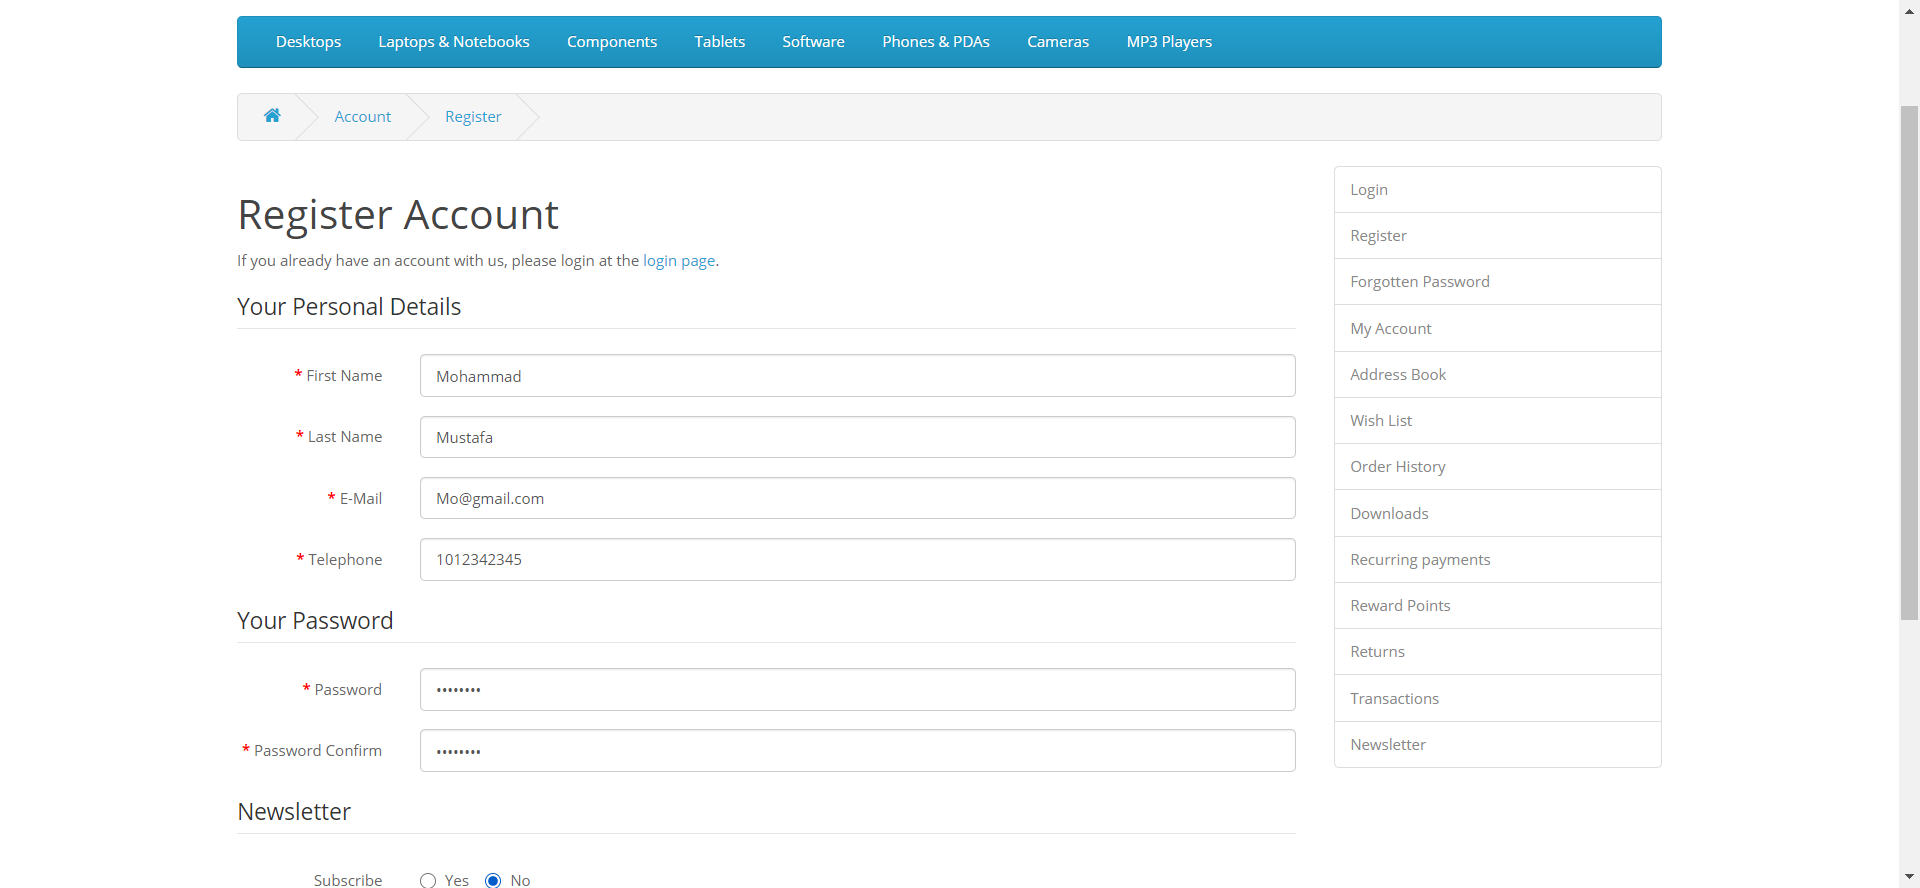 Desktops Laptops & Notebooks Components Tablets Software Phones & PDAs Cameras MP3 Players
Account Register
Register Account
If you already have an account with us, please login at the login page.
Your Personal Details
* First Name Mohammad
* Last Name Mustafa
* E-Mail Mo@gmail.com
* Telephone 1012342345
Your Password
* Password ••••••••
* Password Confirm ••••••••
Newsletter
Subscribe Yes No
Login
Register
Forgotten Password
My Account
Address Book
Wish List
Order History
Downloads
Recurring payments
Reward Points
Returns
Transactions
Newsletter